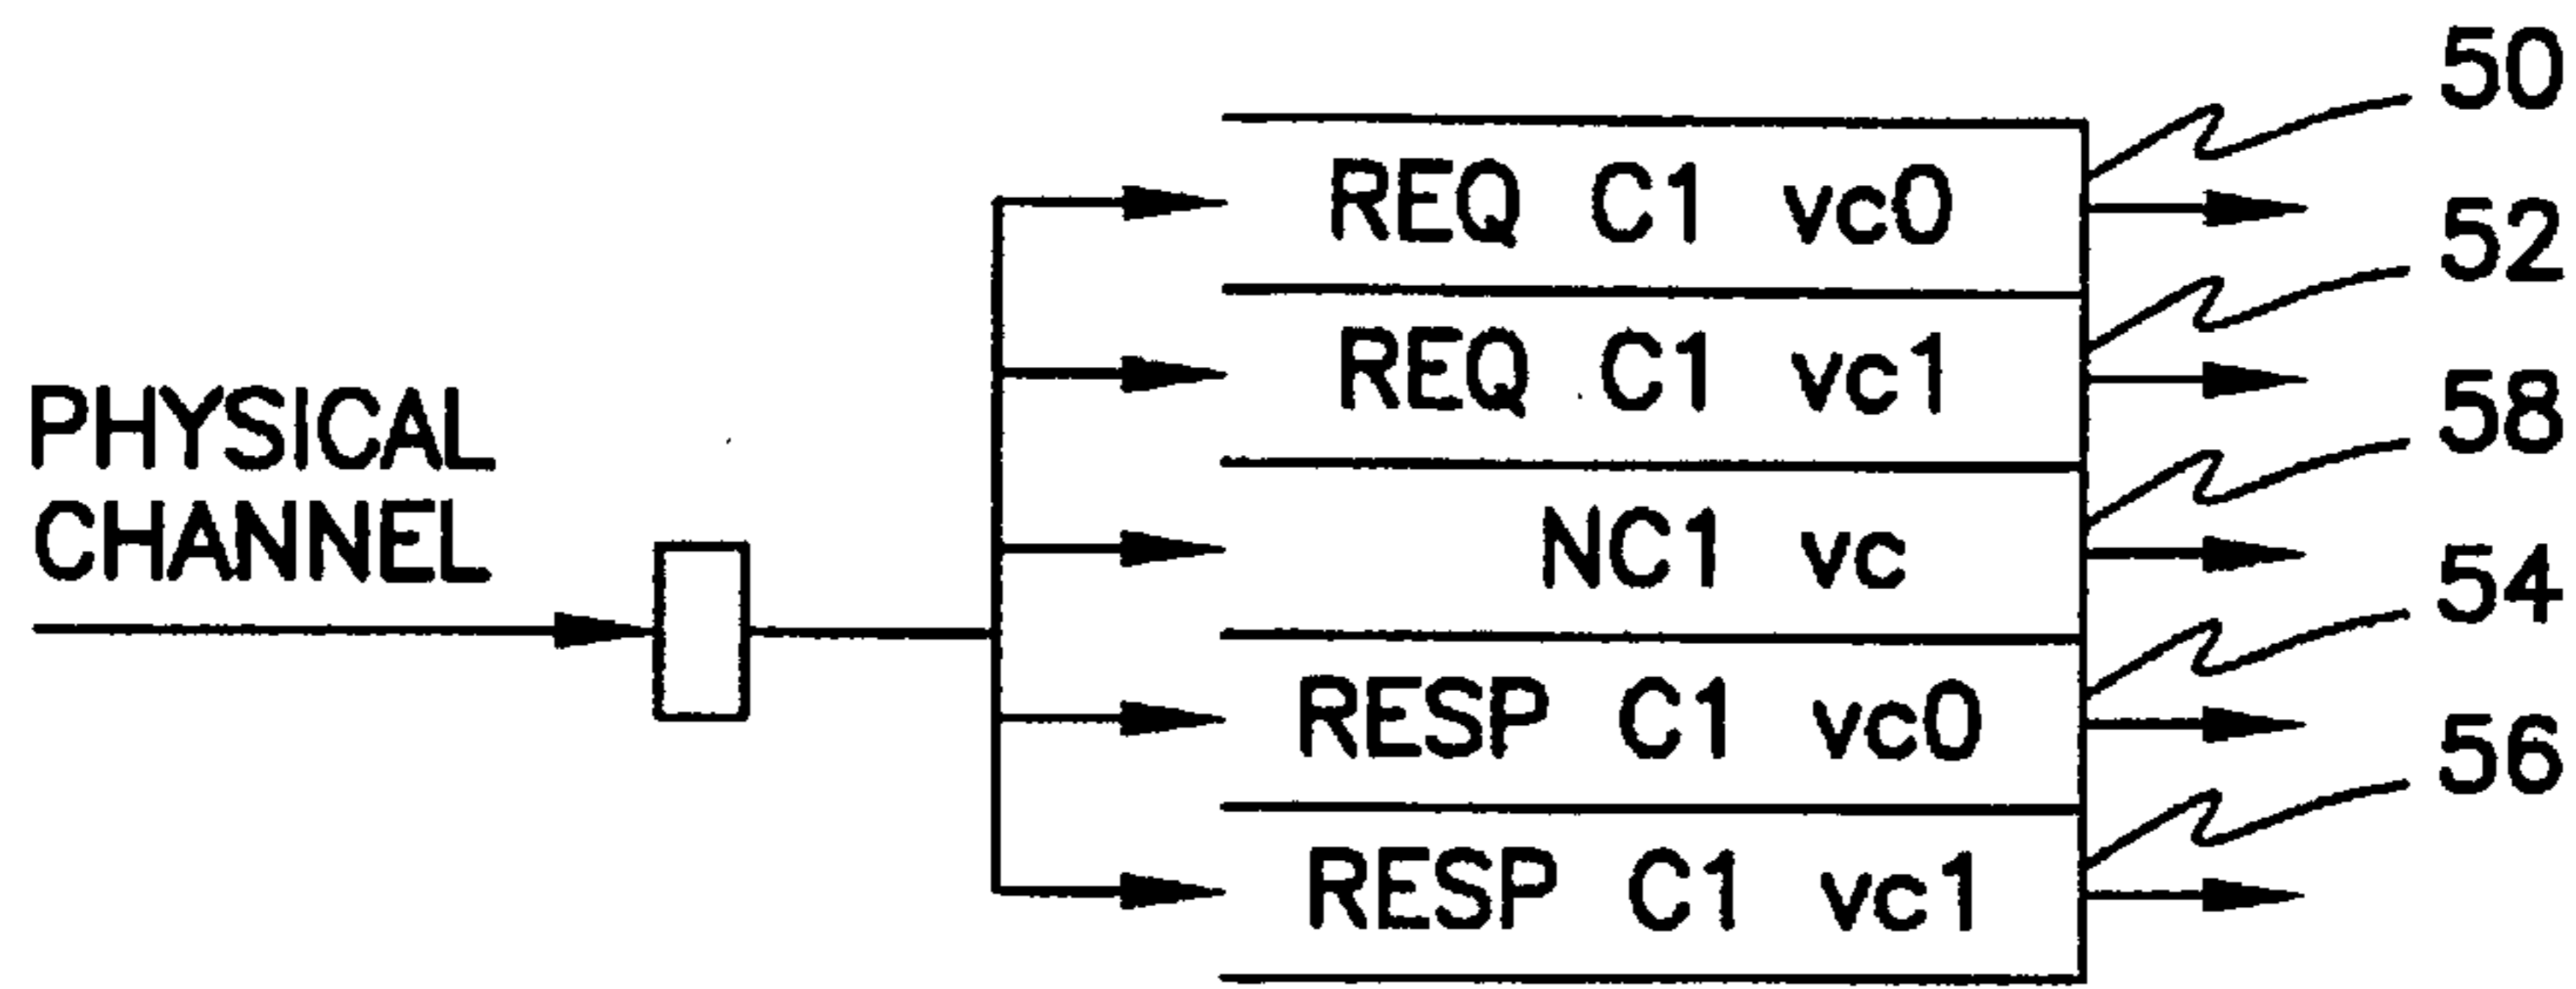 50
REQ C1 vc0
52
REQ C1 vc1
58
PHYSICAL
CHANNEL
NC1 vc
54
RESP C1 vc0
56
RESP C1 vc1